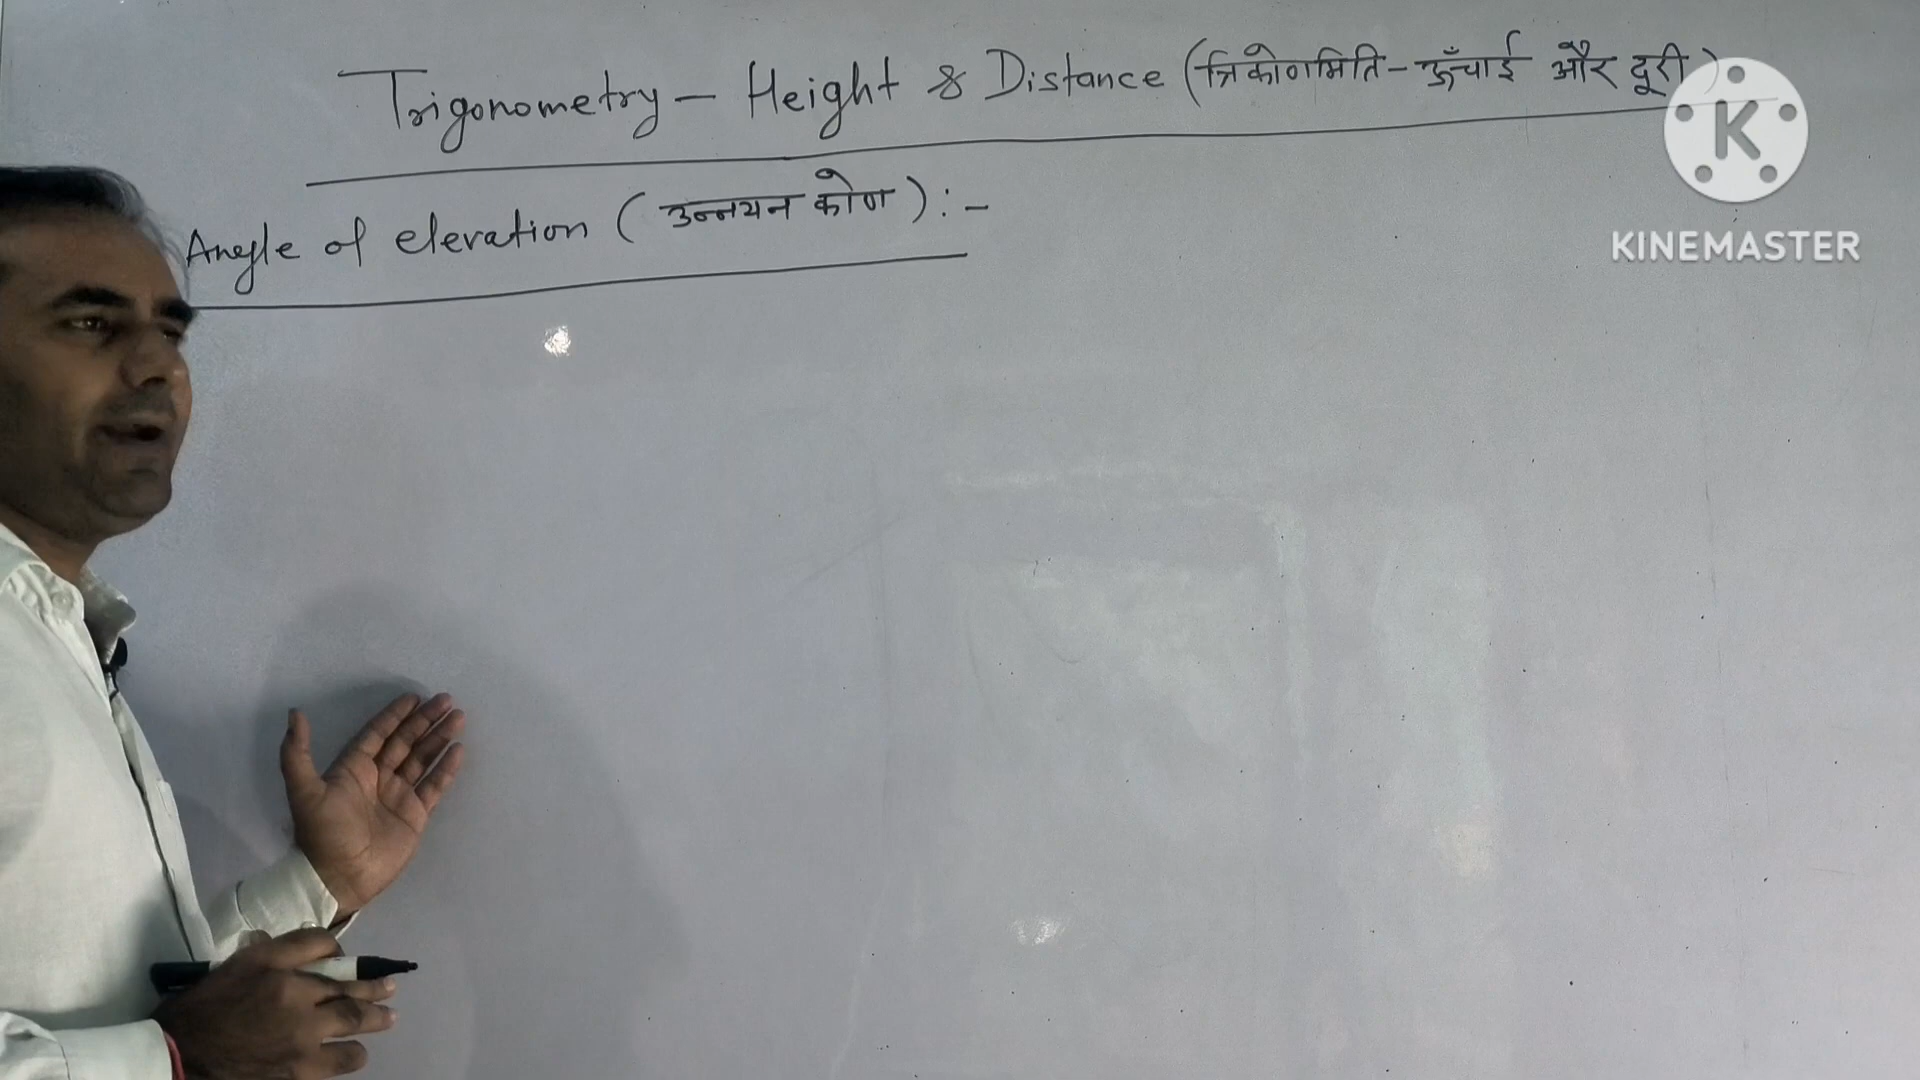 Trigonometry - Height & Distance (त्रिकोणमिति - ऊँचाई और दूरी)
Angle of elevation (उन्नयन कोण) :-
K
KINEMASTER